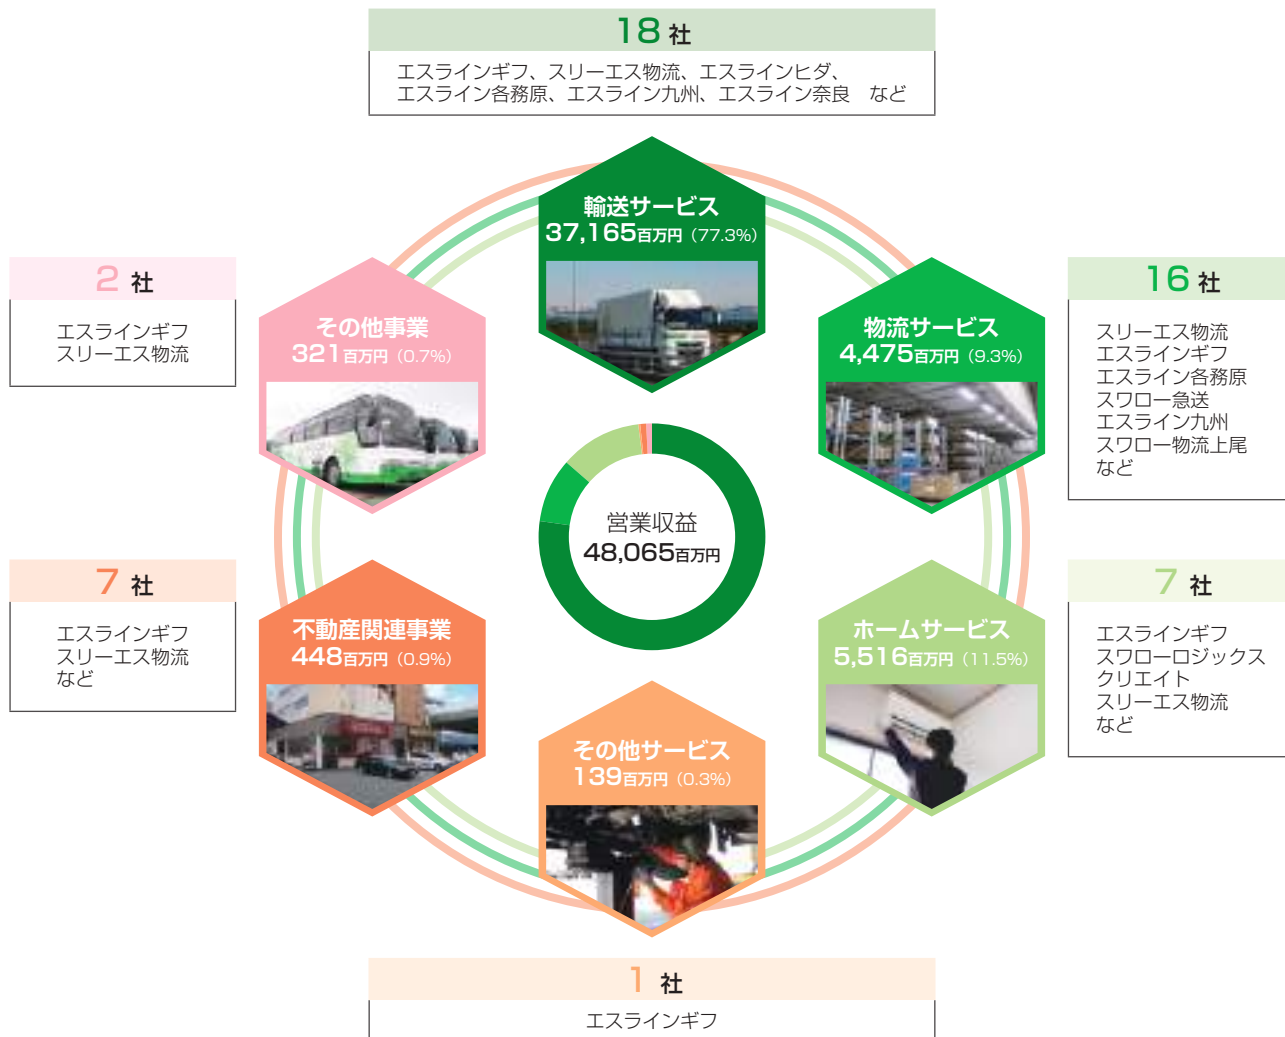 18 社
エスラインギフ、スリーエス物流、エスラインヒダ、
エスライン各務原、エスライン九州、エスライン奈良　など
輸送サービス
37,165百万円（77.3%）
2 社
エスラインギフ
スリーエス物流
その他事業
321百万円（0.7%）
物流サービス
4,475百万円（9.3%）
16 社
スリーエス物流
エスラインギフ
エスライン各務原
スワロー急送
エスライン九州
スワロー物流上尾
など
営業収益
48,065百万円
7 社
エスラインギフ
スリーエス物流
など
不動産関連事業
448百万円（0.9%）
ホームサービス
5,516百万円（11.5%）
7 社
エスラインギフ
スワローロジックス
クリエイト
スリーエス物流
など
その他サービス
139百万円（0.3%）
1 社
エスラインギフ